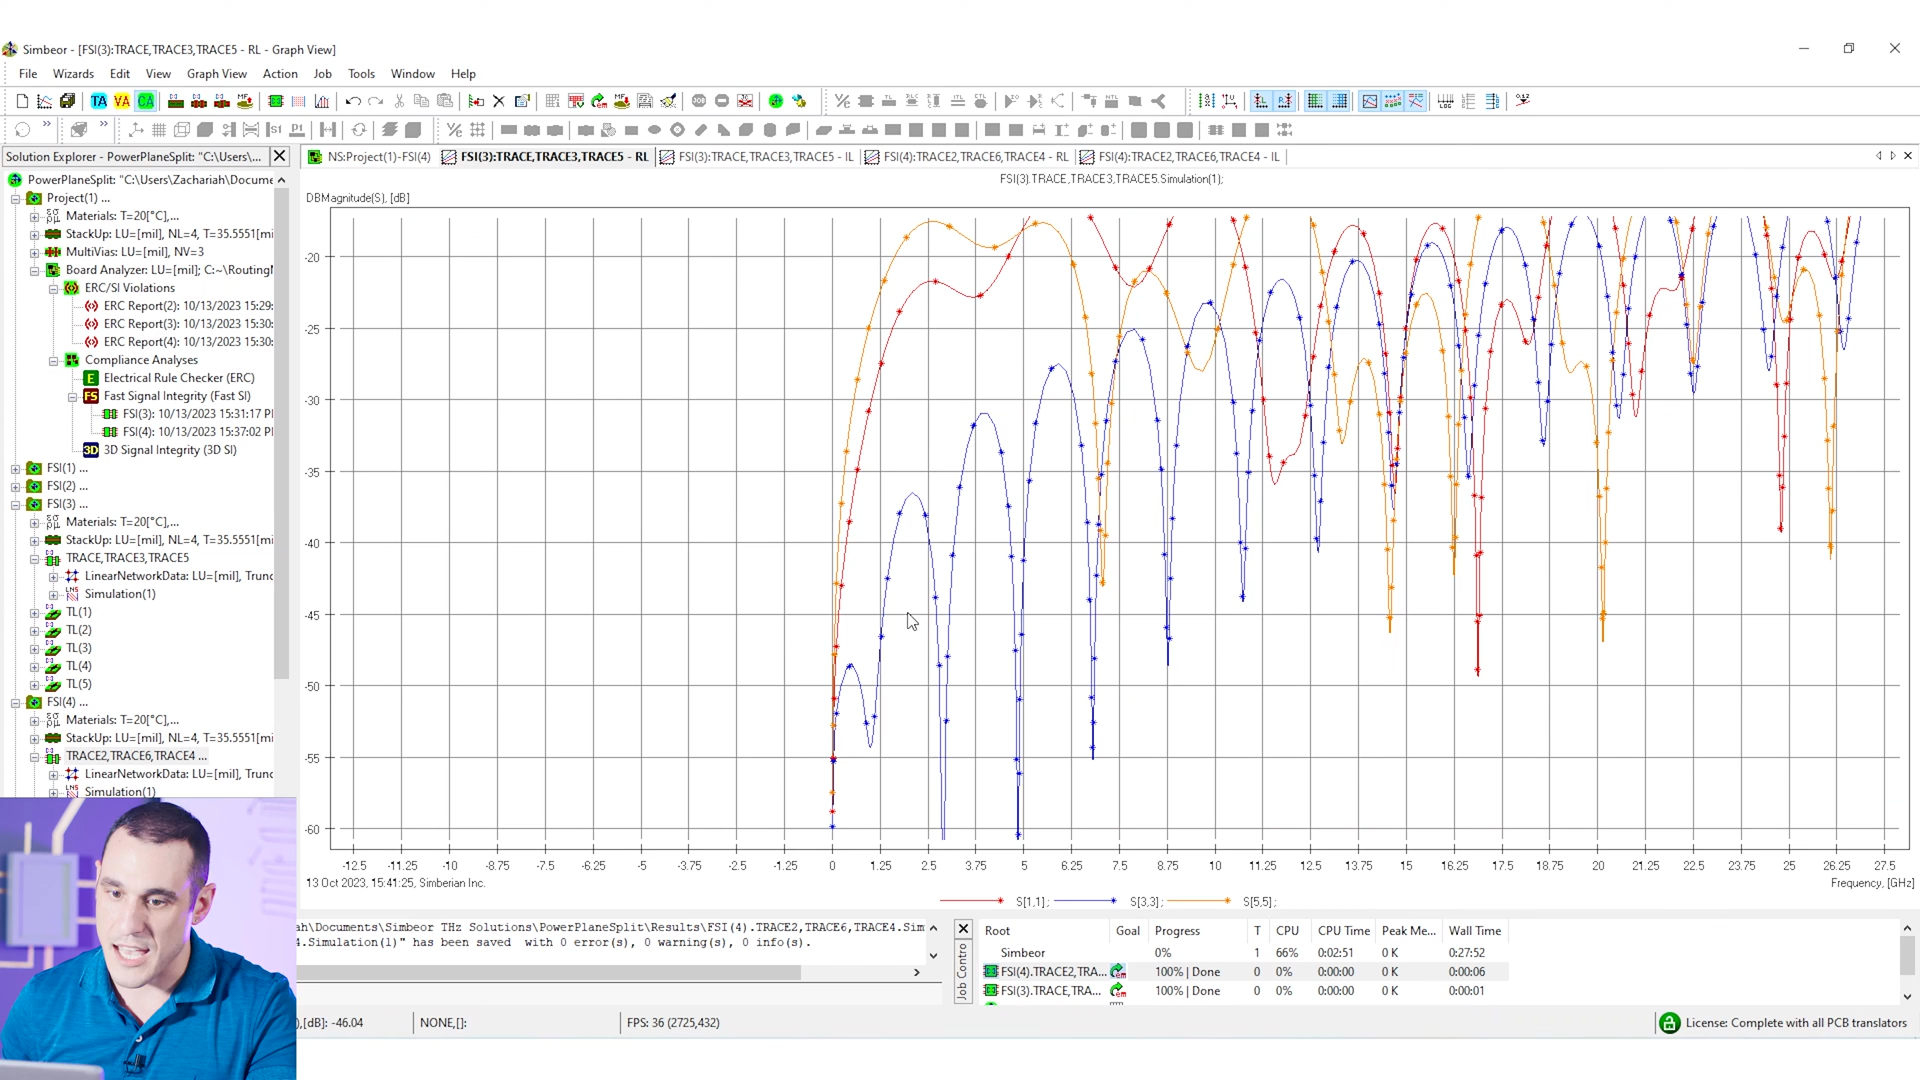 Simbeor - [FSI(3):TRACE,TRACE3,TRACE5 - RL - Graph View]
File Wizards Edit View Graph View Action Job Tools Window Help
TA VA CA
Solution Explorer - PowerPlaneSplit: "C:\Users\...
NS:Project(1)-FSI(4) FSI(3):TRACE,TRACE3,TRACE5 - RL FSI(3):TRACE,TRACE3,TRACE5 - IL FSI(4):TRACE2,TRACE6,TRACE4 - RL FSI(4):TRACE2,TRACE6,TRACE4 - IL
PowerPlaneSplit: "C:\Users\Zachariah\Docume
Project(1) ...
Materials: T=20[°C],...
StackUp: LU=[mil], NL=4, T=35.5551[mi
MultiVias: LU=[mil], NV=3
Board Analyzer: LU=[mil]; C:~\RoutingM
ERC/SI Violations
ERC Report(2): 10/13/2023 15:29:
ERC Report(3): 10/13/2023 15:30:
ERC Report(4): 10/13/2023 15:30:
Compliance Analyses
E Electrical Rule Checker (ERC)
FS Fast Signal Integrity (Fast SI)
FSI(3): 10/13/2023 15:31:17 P
FSI(4): 10/13/2023 15:37:02 P
3D 3D Signal Integrity (3D SI)
FSI(1) ...
FSI(2) ...
FSI(3) ...
Materials: T=20[°C],...
StackUp: LU=[mil], NL=4, T=35.5551[mi
TRACE,TRACE3,TRACE5
LinearNetworkData: LU=[mil], Trunc
Simulation(1)
TL(1)
TL(2)
TL(3)
TL(4)
TL(5)
FSI(4) ...
Materials: T=20[°C],...
StackUp: LU=[mil], NL=4, T=35.5551[mi
TRACE2,TRACE6,TRACE4 ...
LinearNetworkData: LU=[mil], Trunc
Simulation(1)
FSI(3).TRACE,TRACE3,TRACE5.Simulation(1);
DBMagnitude(S), [dB]
-20
-25
-30
-35
-40
-45
-50
-55
-60
-12.5 -11.25 -10 -8.75 -7.5 -6.25 -5 -3.75 -2.5 -1.25 0 1.25 2.5 3.75 5 6.25 7.5 8.75 10 11.25 12.5 13.75 15 16.25 17.5 18.75 20 21.25 22.5 23.75 25 26.25 27.5
13 Oct 2023, 15:41:25, Simberian Inc.
Frequency, [GHz]
S[1,1]; S[3,3]; S[5,5];
ah\Documents\Simbeor THz Solutions\PowerPlaneSplit\Results\FSI(4).TRACE2,TRACE6,TRACE4.Sim
4.Simulation(1)" has been saved with 0 error(s), 0 warning(s), 0 info(s).
Job Contro
Root Goal Progress T CPU CPU Time Peak Me... Wall Time
Simbeor 0% 1 66% 0:02:51 0 K 0:27:52
FSI(4).TRACE2,TRA... 100% | Done 0 0% 0:00:00 0 K 0:00:06
FSI(3).TRACE,TRA... 100% | Done 0 0% 0:00:00 0 K 0:00:01
),[dB]: -46.04 NONE,[]: FPS: 36 (2725,432) License: Complete with all PCB translators